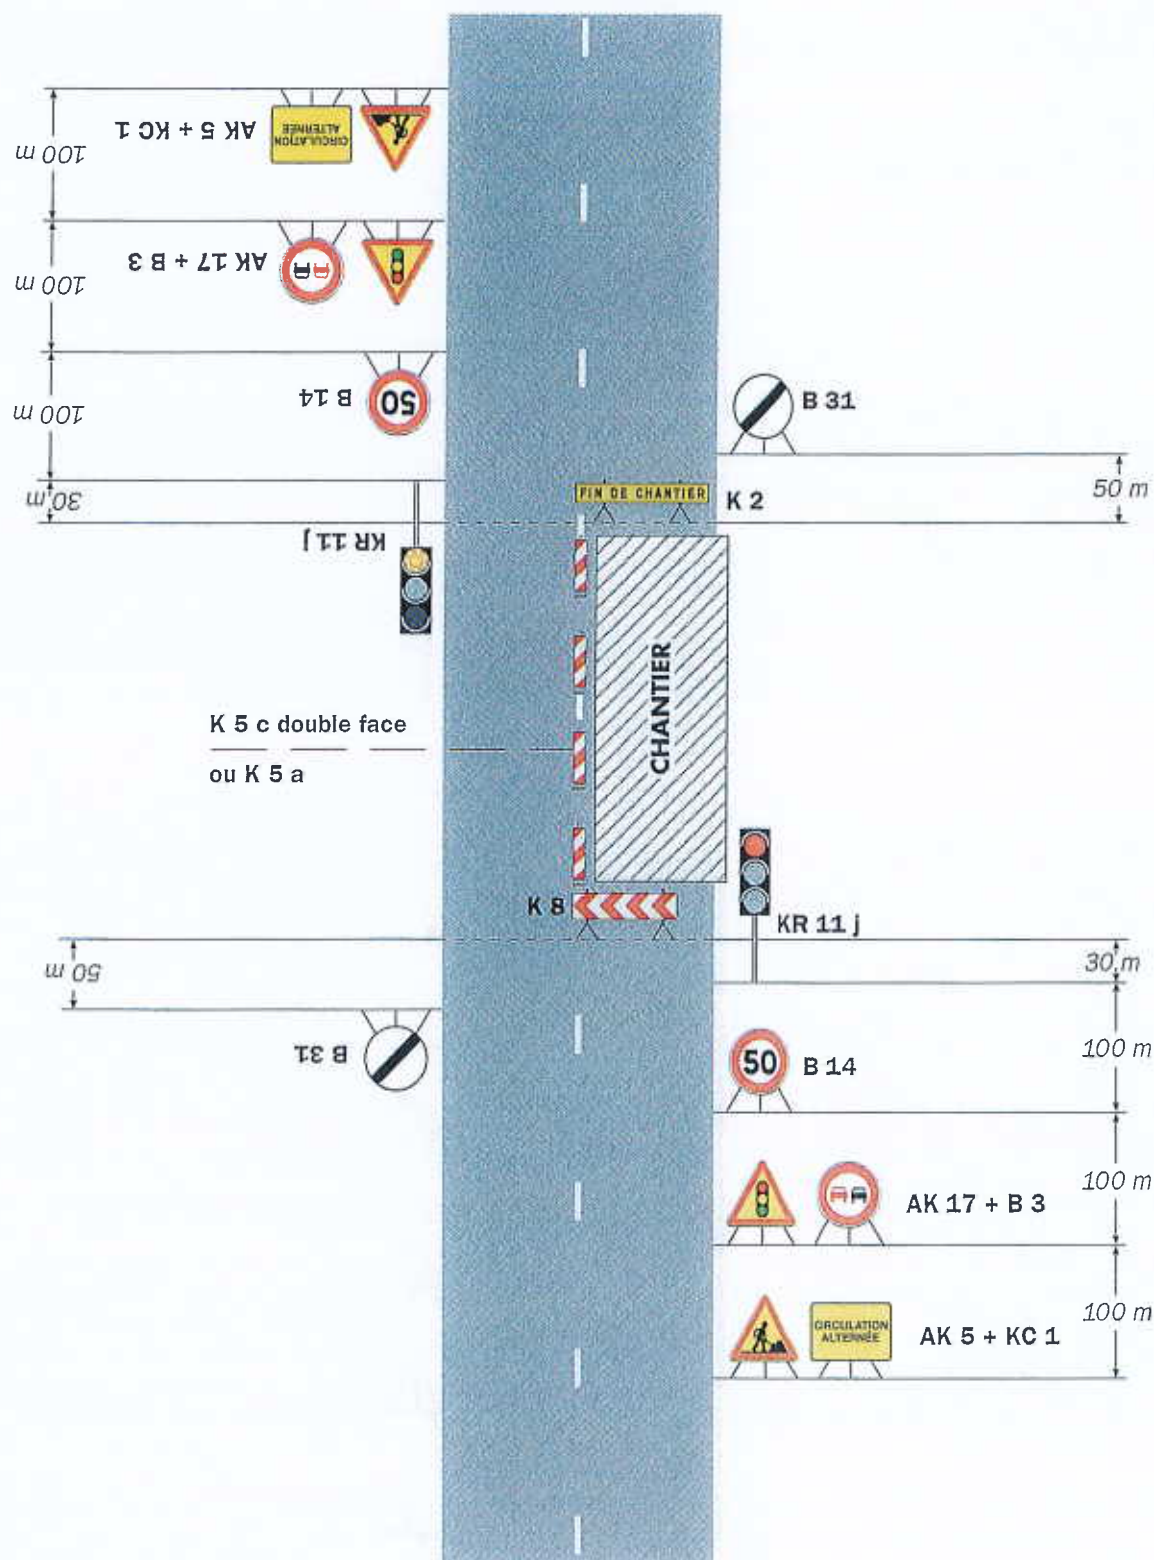 AK 5 + KC 1
CIRCULATION
ALTERNÉE
100 m
AK 17 + B 3
100 m
B 14
50
100 m
30 m
KR 11 j
B 31
50 m
FIN DE CHANTIER
K 2
CHANTIER
K 5 c double face
ou K 5 a
K 8
KR 11 j
50 m
B 31
30 m
50
B 14
100 m
AK 17 + B 3
100 m
CIRCULATION
ALTERNÉE
AK 5 + KC 1
100 m